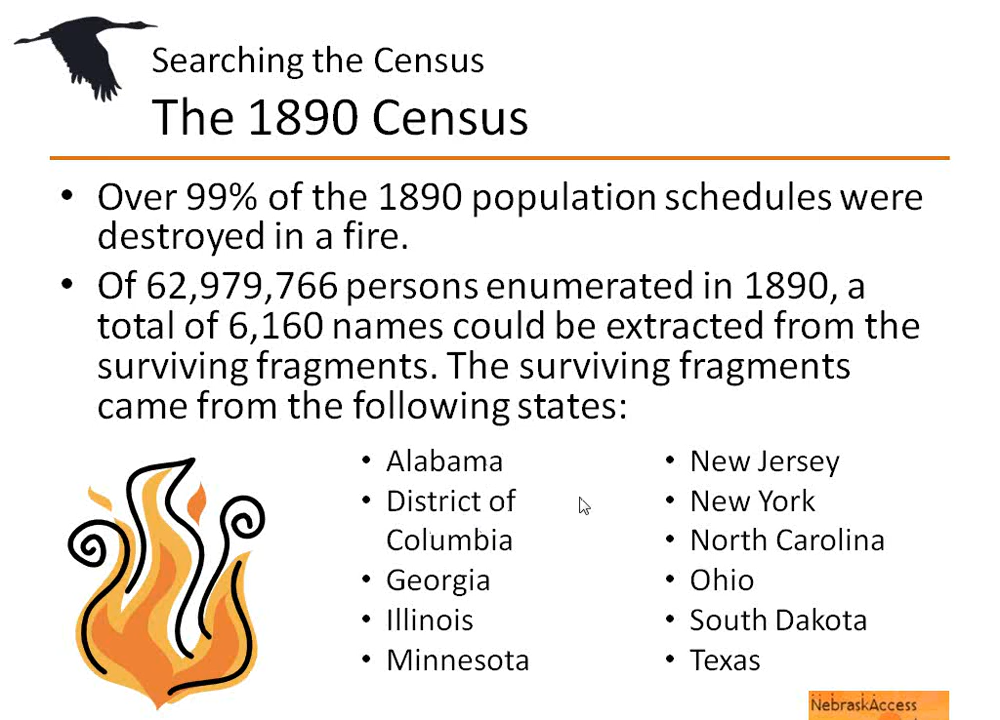 Searching the Census
The 1890 Census
• Over 99% of the 1890 population schedules were
destroyed in a fire.
• Of 62,979,766 persons enumerated in 1890, a
total of 6,160 names could be extracted from the
surviving fragments. The surviving fragments
came from the following states:
• Alabama
• District of
Columbia
• Georgia
• Illinois
• Minnesota
• New Jersey
• New York
• North Carolina
• Ohio
• South Dakota
• Texas
NebraskAccess